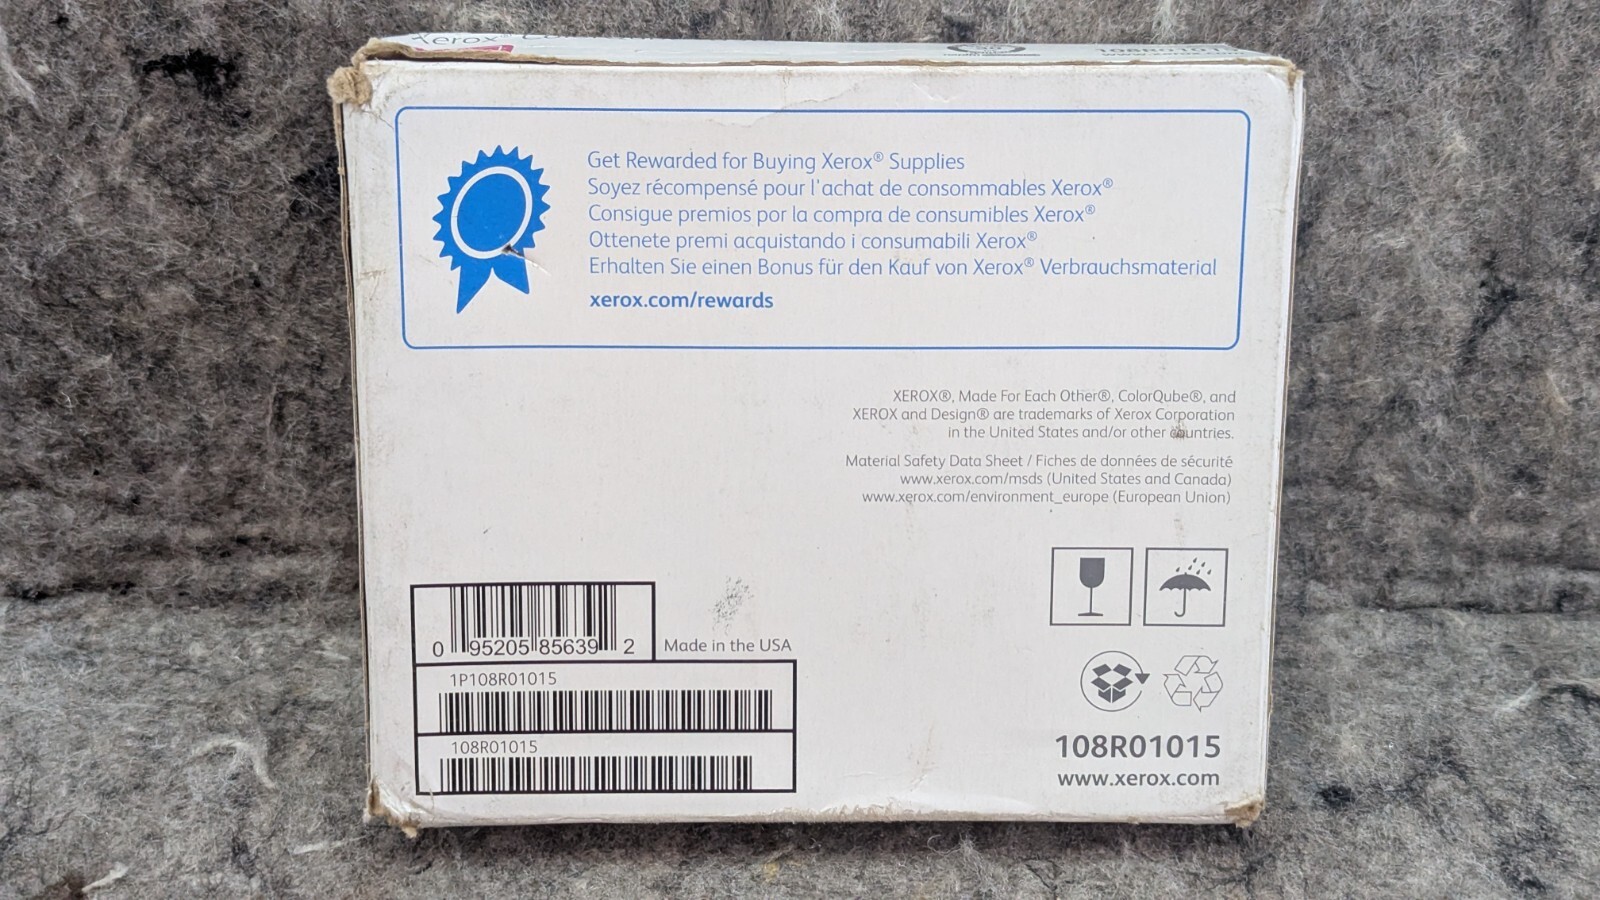 Xerox®
108R01015
Get Rewarded for Buying Xerox® Supplies
Soyez récompensé pour l'achat de consommables Xerox®
Consigue premios por la compra de consumibles Xerox®
Ottenete premi acquistando i consumabili Xerox®
Erhalten Sie einen Bonus für den Kauf von Xerox® Verbrauchsmaterial
xerox.com/rewards
XEROX®, Made For Each Other®, ColorQube®, and
XEROX and Design® are trademarks of Xerox Corporation
in the United States and/or other countries.
Material Safety Data Sheet / Fiches de données de sécurité
www.xerox.com/msds (United States and Canada)
www.xerox.com/environment_europe (European Union)
0 95205 85639 2
Made in the USA
1P108R01015
108R01015
108R01015
www.xerox.com